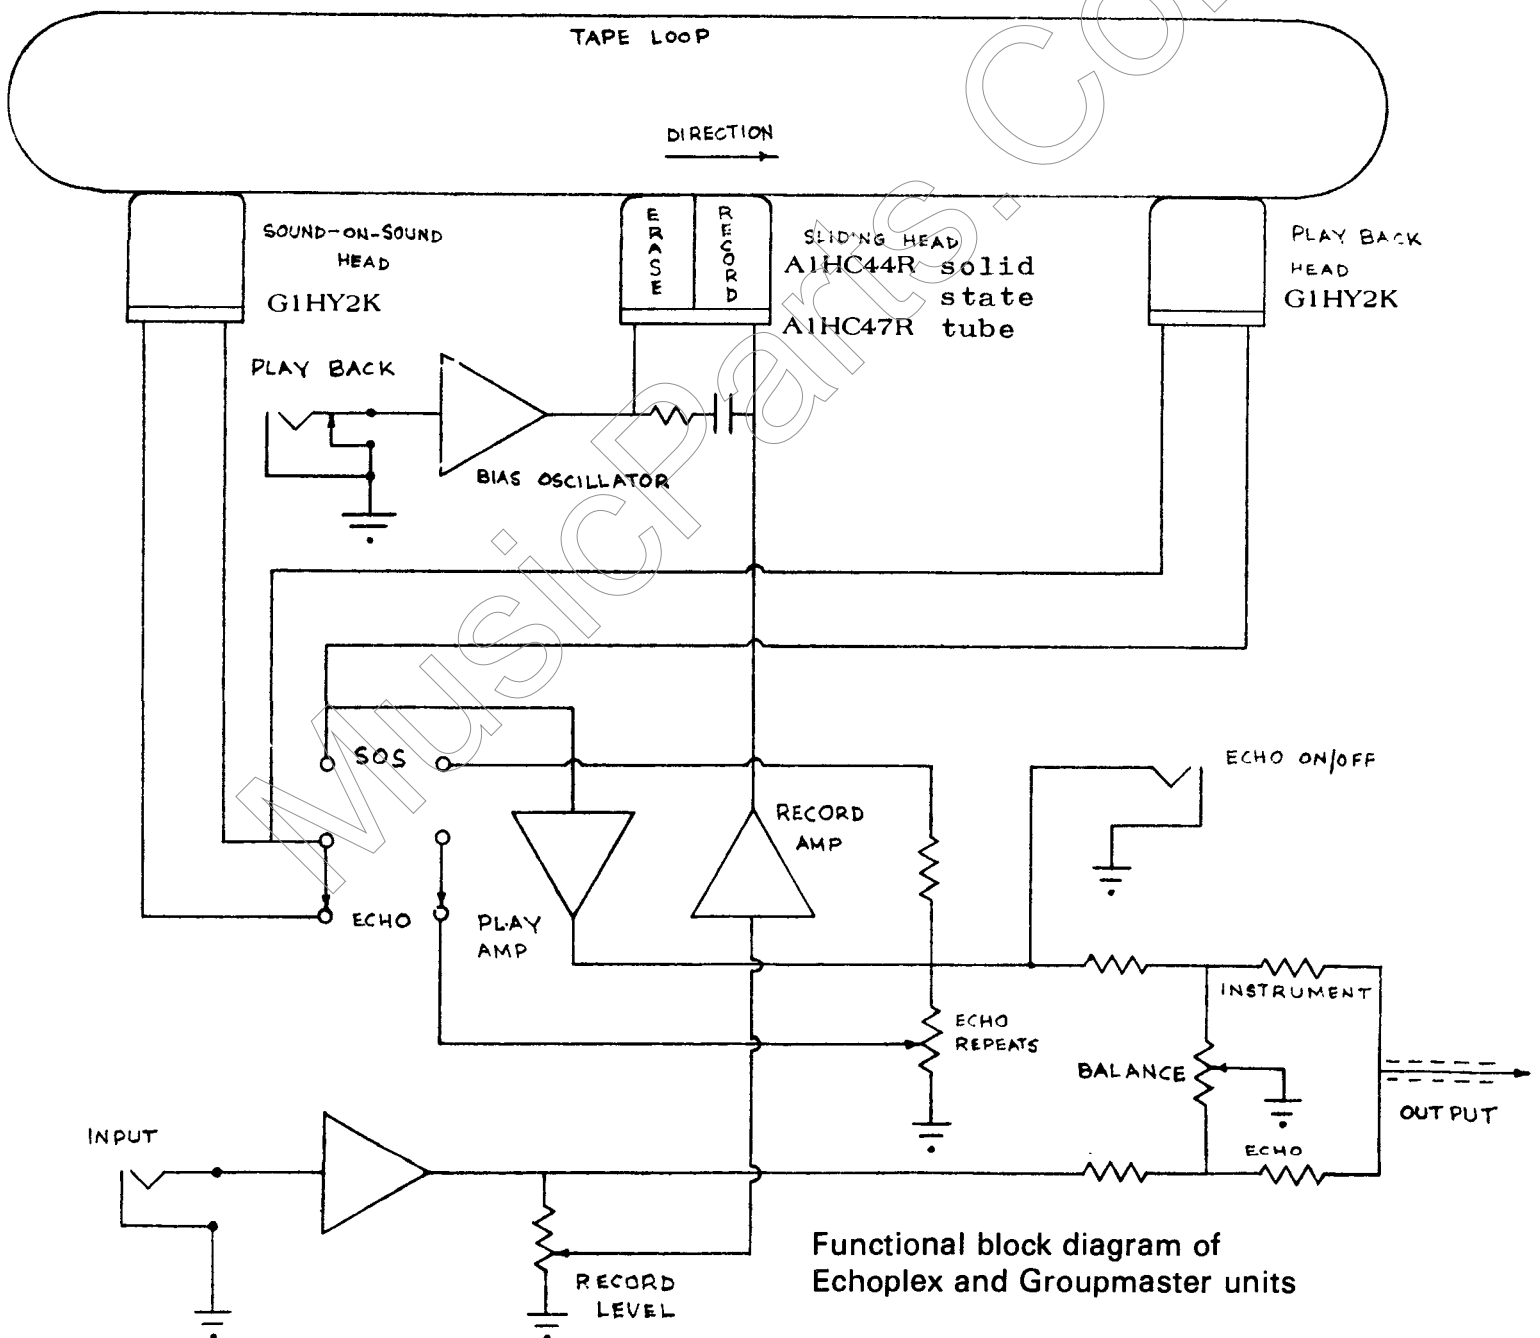 TAPE LOOP
DIRECTION
SOUND-ON-SOUND
HEAD
G1HY2K
ERASE
RECORD
SLIDING HEAD
A1HC44R solid
state
A1HC47R tube
PLAY BACK
HEAD
G1HY2K
PLAY BACK
BIAS OSCILLATOR
SOS
ECHO
PLAY
AMP
RECORD
AMP
ECHO ON/OFF
INSTRUMENT
ECHO
REPEATS
BALANCE
OUTPUT
ECHO
INPUT
RECORD
LEVEL
Functional block diagram of
Echoplex and Groupmaster units
MusicParts.Co